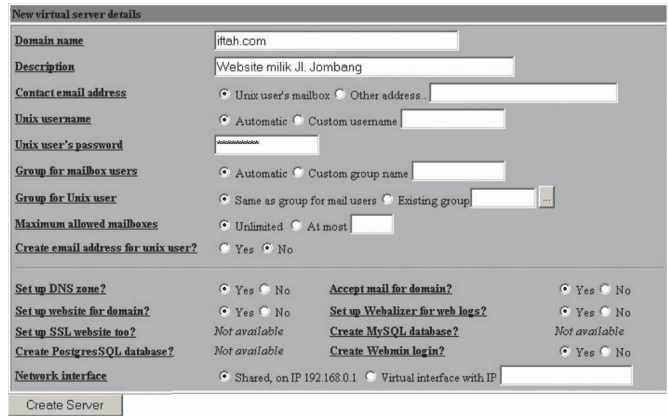 New virtual server details
Domain name iftah.com
Description Website milik Jl. Jombang
Contact email address Unix user's mailbox Other address..
Unix username Automatic Custom username
Unix user's password **********
Group for mailbox users Automatic Custom group name
Group for Unix user Same as group for mail users Existing group ...
Maximum allowed mailboxes Unlimited At most
Create email address for unix user? Yes No
Set up DNS zone? Yes No Accept mail for domain? Yes No
Set up website for domain? Yes No Set up Webalizer for web logs? Yes No
Set up SSL website too? Not available Create MySQL database? Not available
Create PostgresSQL database? Not available Create Webmin login? Yes No
Network interface Shared, on IP 192.168.0.1 Virtual interface with IP
Create Server